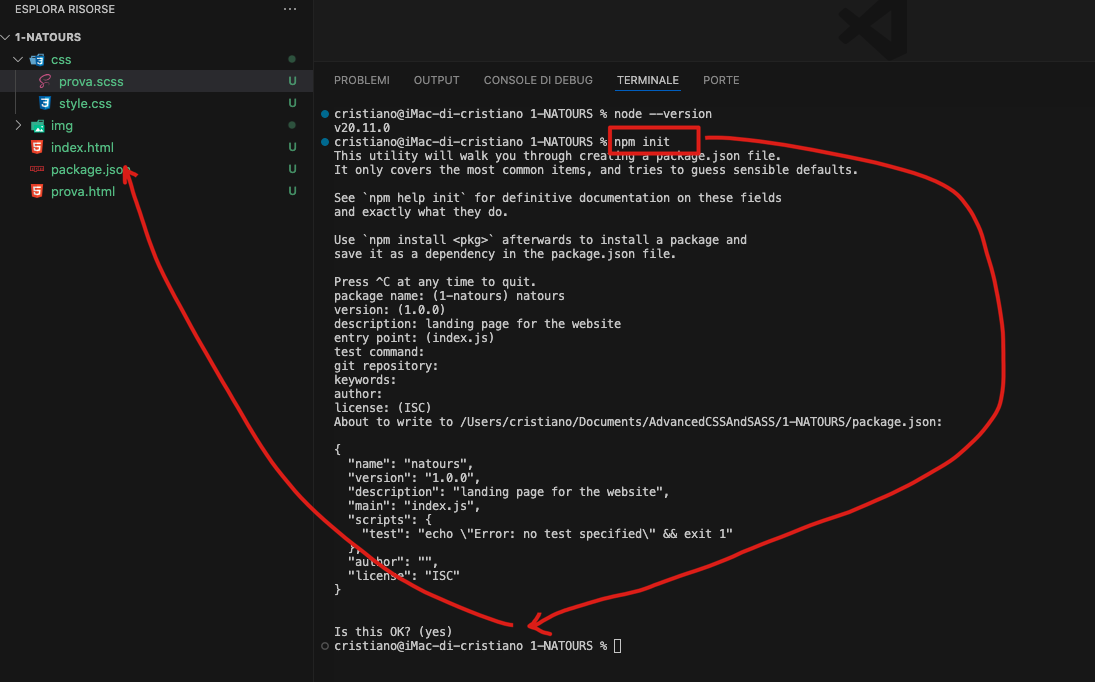 ESPLORA RISORSE
...
1-NATOURS
css
prova.scss U
style.css U
img
index.html U
package.json U
prova.html U
PROBLEMI OUTPUT CONSOLE DI DEBUG TERMINALE PORTE
cristiano@iMac-di-cristiano 1-NATOURS % node --version
v20.11.0
cristiano@iMac-di-cristiano 1-NATOURS % npm init
This utility will walk you through creating a package.json file.
It only covers the most common items, and tries to guess sensible defaults.
See `npm help init` for definitive documentation on these fields
and exactly what they do.
Use `npm install <pkg>` afterwards to install a package and
save it as a dependency in the package.json file.
Press ^C at any time to quit.
package name: (1-natours) natours
version: (1.0.0)
description: landing page for the website
entry point: (index.js)
test command:
git repository:
keywords:
author:
license: (ISC)
About to write to /Users/cristiano/Documents/AdvancedCSSAndSASS/1-NATOURS/package.json:
{
"name": "natours",
"version": "1.0.0",
"description": "landing page for the website",
"main": "index.js",
"scripts": {
"test": "echo \"Error: no test specified\" && exit 1"
},
"author": "",
"license": "ISC"
}
Is this OK? (yes)
cristiano@iMac-di-cristiano 1-NATOURS %